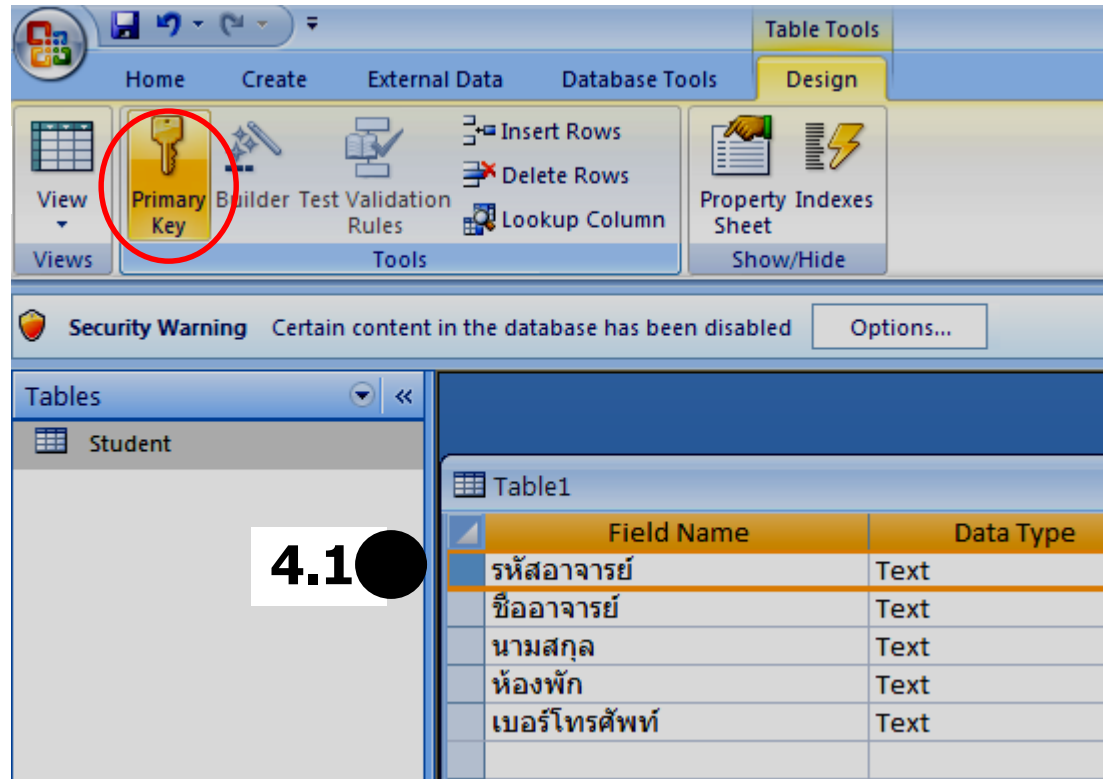 Table Tools
Home Create External Data Database Tools Design
View
Primary Key
Builder
Test Validation Rules
Insert Rows
Delete Rows
Lookup Column
Property Sheet
Indexes
Views Tools Show/Hide
Security Warning Certain content in the database has been disabled Options...
Tables
Student
Table1
4.1
Field Name Data Type
รหัสอาจารย์ Text
ชื่ออาจารย์ Text
นามสกุล Text
ห้องพัก Text
เบอร์โทรศัพท์ Text